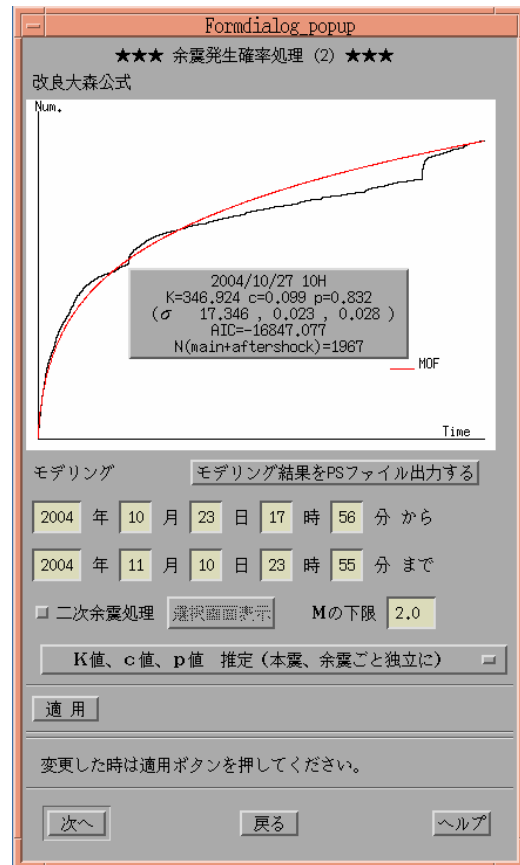 Formdialog_popup
★★★ 余震発生確率処理 (2) ★★★
改良大森公式
Num.
2004/10/27 10H
K=346.924 c=0.099 p=0.832
(σ 17.346 , 0.023 , 0.028 )
AIC=-16847.077
N(main+aftershock)=1967
MOF
Time
モデリング モデリング結果をPSファイル出力する
2004 年 10 月 23 日 17 時 56 分 から
2004 年 11 月 10 日 23 時 55 分 まで
二次余震処理 選択画面表示 Mの下限 2.0
K値、c値、p値 推定 (本震、余震ごと独立に)
適 用
変更した時は適用ボタンを押してください。
次へ 戻る ヘルプ